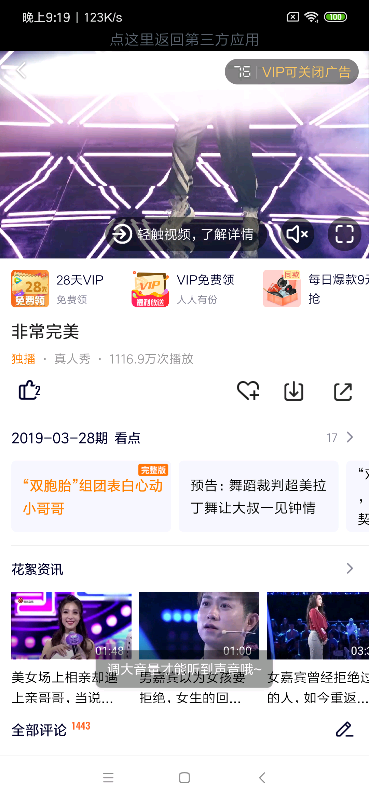 晚上9:19 | 123K/s
100
点这里返回第三方应用
75 | VIP可关闭广告
轻触视频，了解详情
28天VIP
免费领
VIP免费领
人人有份
每日爆款9元
抢
非常完美
独播 · 真人秀 · 1116.9万次播放
2
2019-03-28期 看点
17
完整版
“双胞胎”组团表白心动
小哥哥
预告：舞蹈裁判超美拉
丁舞让大叔一见钟情
花絮资讯
01:48
01:00
03:3
调大音量才能听到声音哦~
美女场上相亲却遇
上亲哥哥，当说...
男嘉宾以为女孩要
拒绝，女生的回...
女嘉宾曾经拒绝过
的人，如今重返...
全部评论 1443